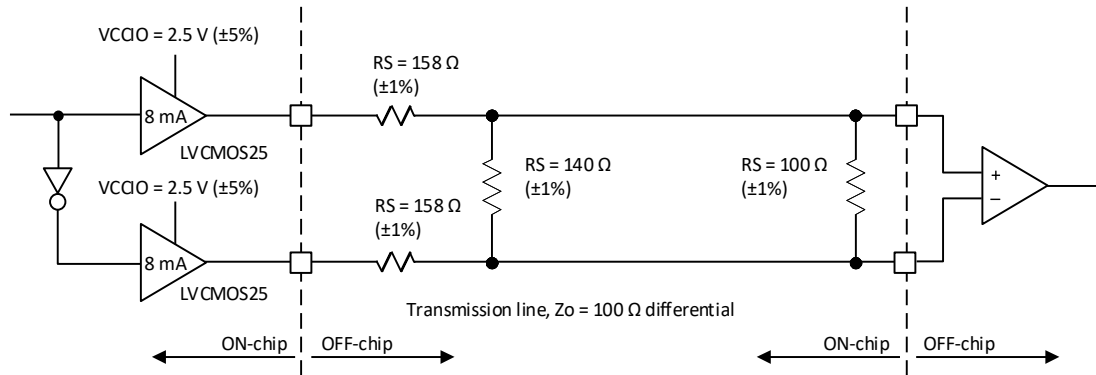 VCCIO = 2.5 V (±5%)
8 mA
LVCMOS25
VCCIO = 2.5 V (±5%)
8 mA
LVCMOS25
RS = 158 Ω
(±1%)
RS = 158 Ω
(±1%)
RS = 140 Ω
(±1%)
RS = 100 Ω
(±1%)
+
−
Transmission line, Zo = 100 Ω differential
ON-chip
OFF-chip
ON-chip
OFF-chip